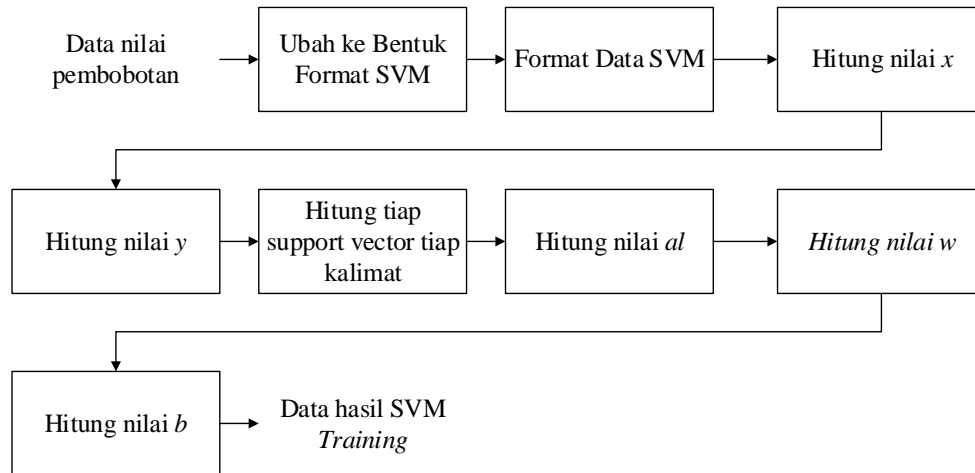 Data nilai
pembobotan
Ubah ke Bentuk
Format SVM
Format Data SVM
Hitung nilai x
Hitung nilai y
Hitung tiap
support vector tiap
kalimat
Hitung nilai al
Hitung nilai w
Hitung nilai b
Data hasil SVM
Training